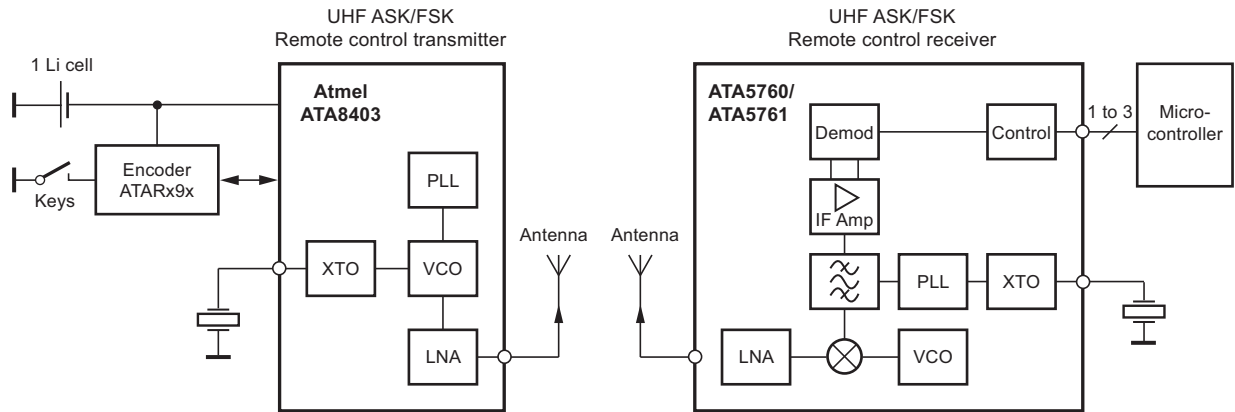 UHF ASK/FSK
Remote control transmitter
1 Li cell
Atmel
ATA8403
Encoder
ATARx9x
Keys
PLL
XTO
VCO
LNA
Antenna
UHF ASK/FSK
Remote control receiver
Antenna
ATA5760/
ATA5761
Demod
Control
1 to 3
Micro-
controller
IF Amp
PLL
XTO
LNA
VCO